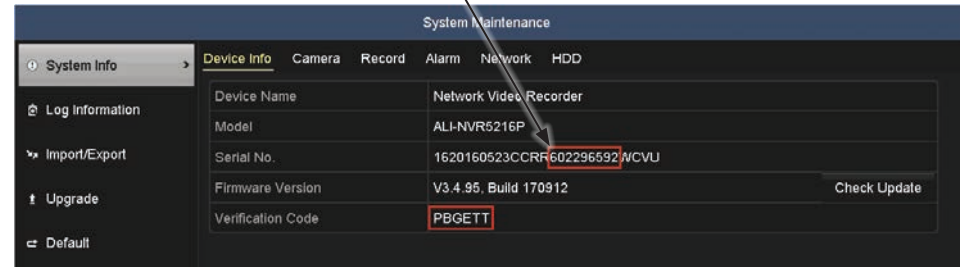 System Maintenance
System Info
Device Info Camera Record Alarm Network HDD
Device Name Network Video Recorder
Log Information
Model ALI-NVR5216P
Import/Export
Serial No. 1620160523CCRR602296592WCVU
Firmware Version V3.4.95, Build 170912 Check Update
Upgrade
Verification Code PBGETT
Default